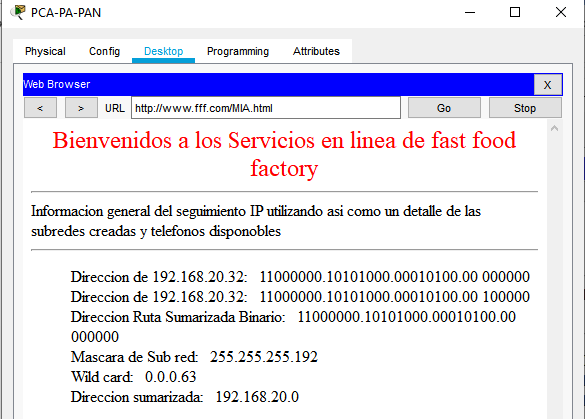 PCA-PA-PAN
Physical Config Desktop Programming Attributes
Web Browser X
< > URL http://www.fff.com/MIA.html Go Stop
Bienvenidos a los Servicios en linea de fast food
factory
Informacion general del seguimiento IP utilizando asi como un detalle de las
subredes creadas y telefonos disponobles
Direccion de 192.168.20.32: 11000000.10101000.00010100.00 000000
Direccion de 192.168.20.32: 11000000.10101000.00010100.00 100000
Direccion Ruta Sumarizada Binario: 11000000.10101000.00010100.00
000000
Mascara de Sub red: 255.255.255.192
Wild card: 0.0.0.63
Direccion sumarizada: 192.168.20.0